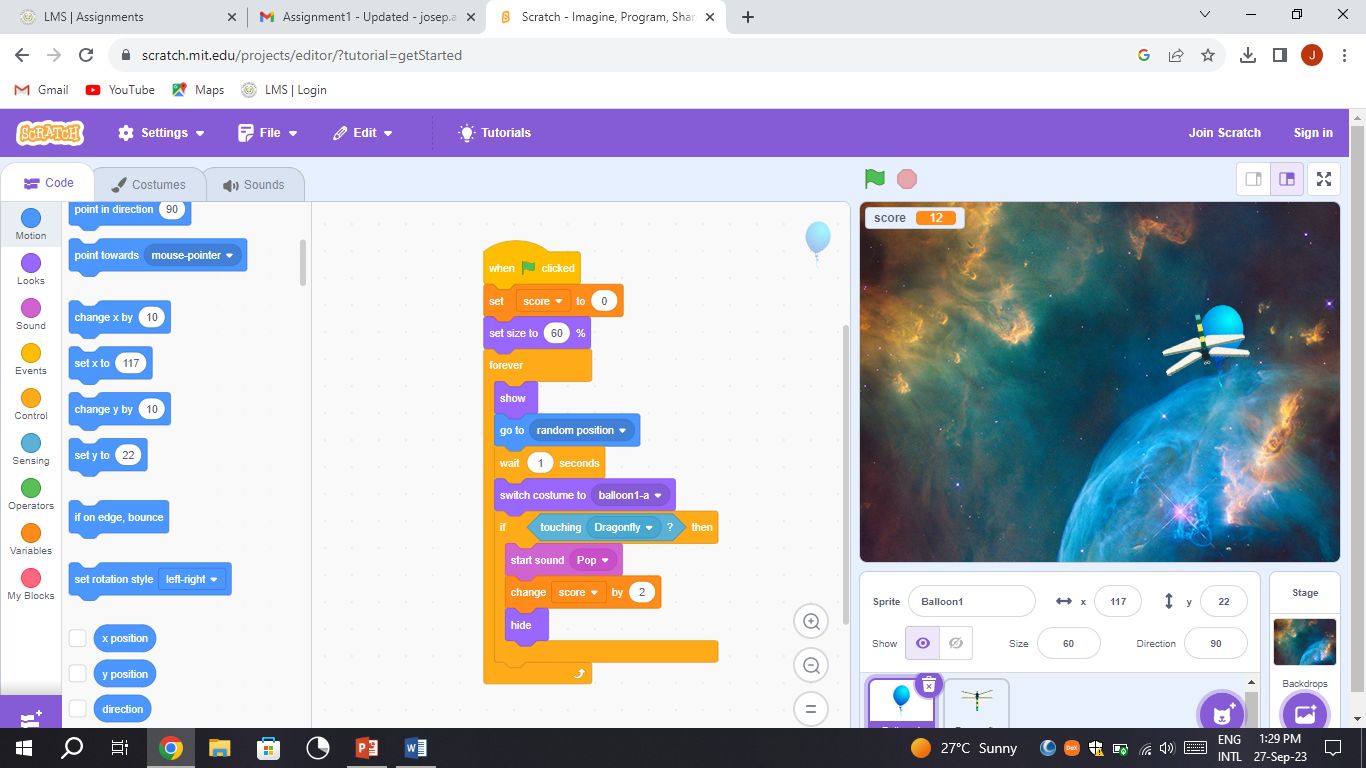 LMS | Assignments
Assignment1 - Updated - josep.a
Scratch - Imagine, Program, Shar
scratch.mit.edu/projects/editor/?tutorial=getStarted
J
Gmail
YouTube
Maps
LMS | Login
SCRATCH
Settings
File
Edit
Tutorials
Join Scratch
Sign in
Code
Costumes
Sounds
Motion
Looks
Sound
Events
Control
Sensing
Operators
Variables
My Blocks
point in direction 90
point towards mouse-pointer
change x by 10
set x to 117
change y by 10
set y to 22
if on edge, bounce
set rotation style left-right
x position
y position
direction
when clicked
set score to 0
set size to 60 %
forever
show
go to random position
wait 1 seconds
switch costume to balloon1-a
if touching Dragonfly ? then
start sound Pop
change score by 2
hide
score 12
Sprite Balloon1 x 117 y 22
Show Size 60 Direction 90
Stage
Backdrops
27°C Sunny
ENG
INTL
1:29 PM
27-Sep-23